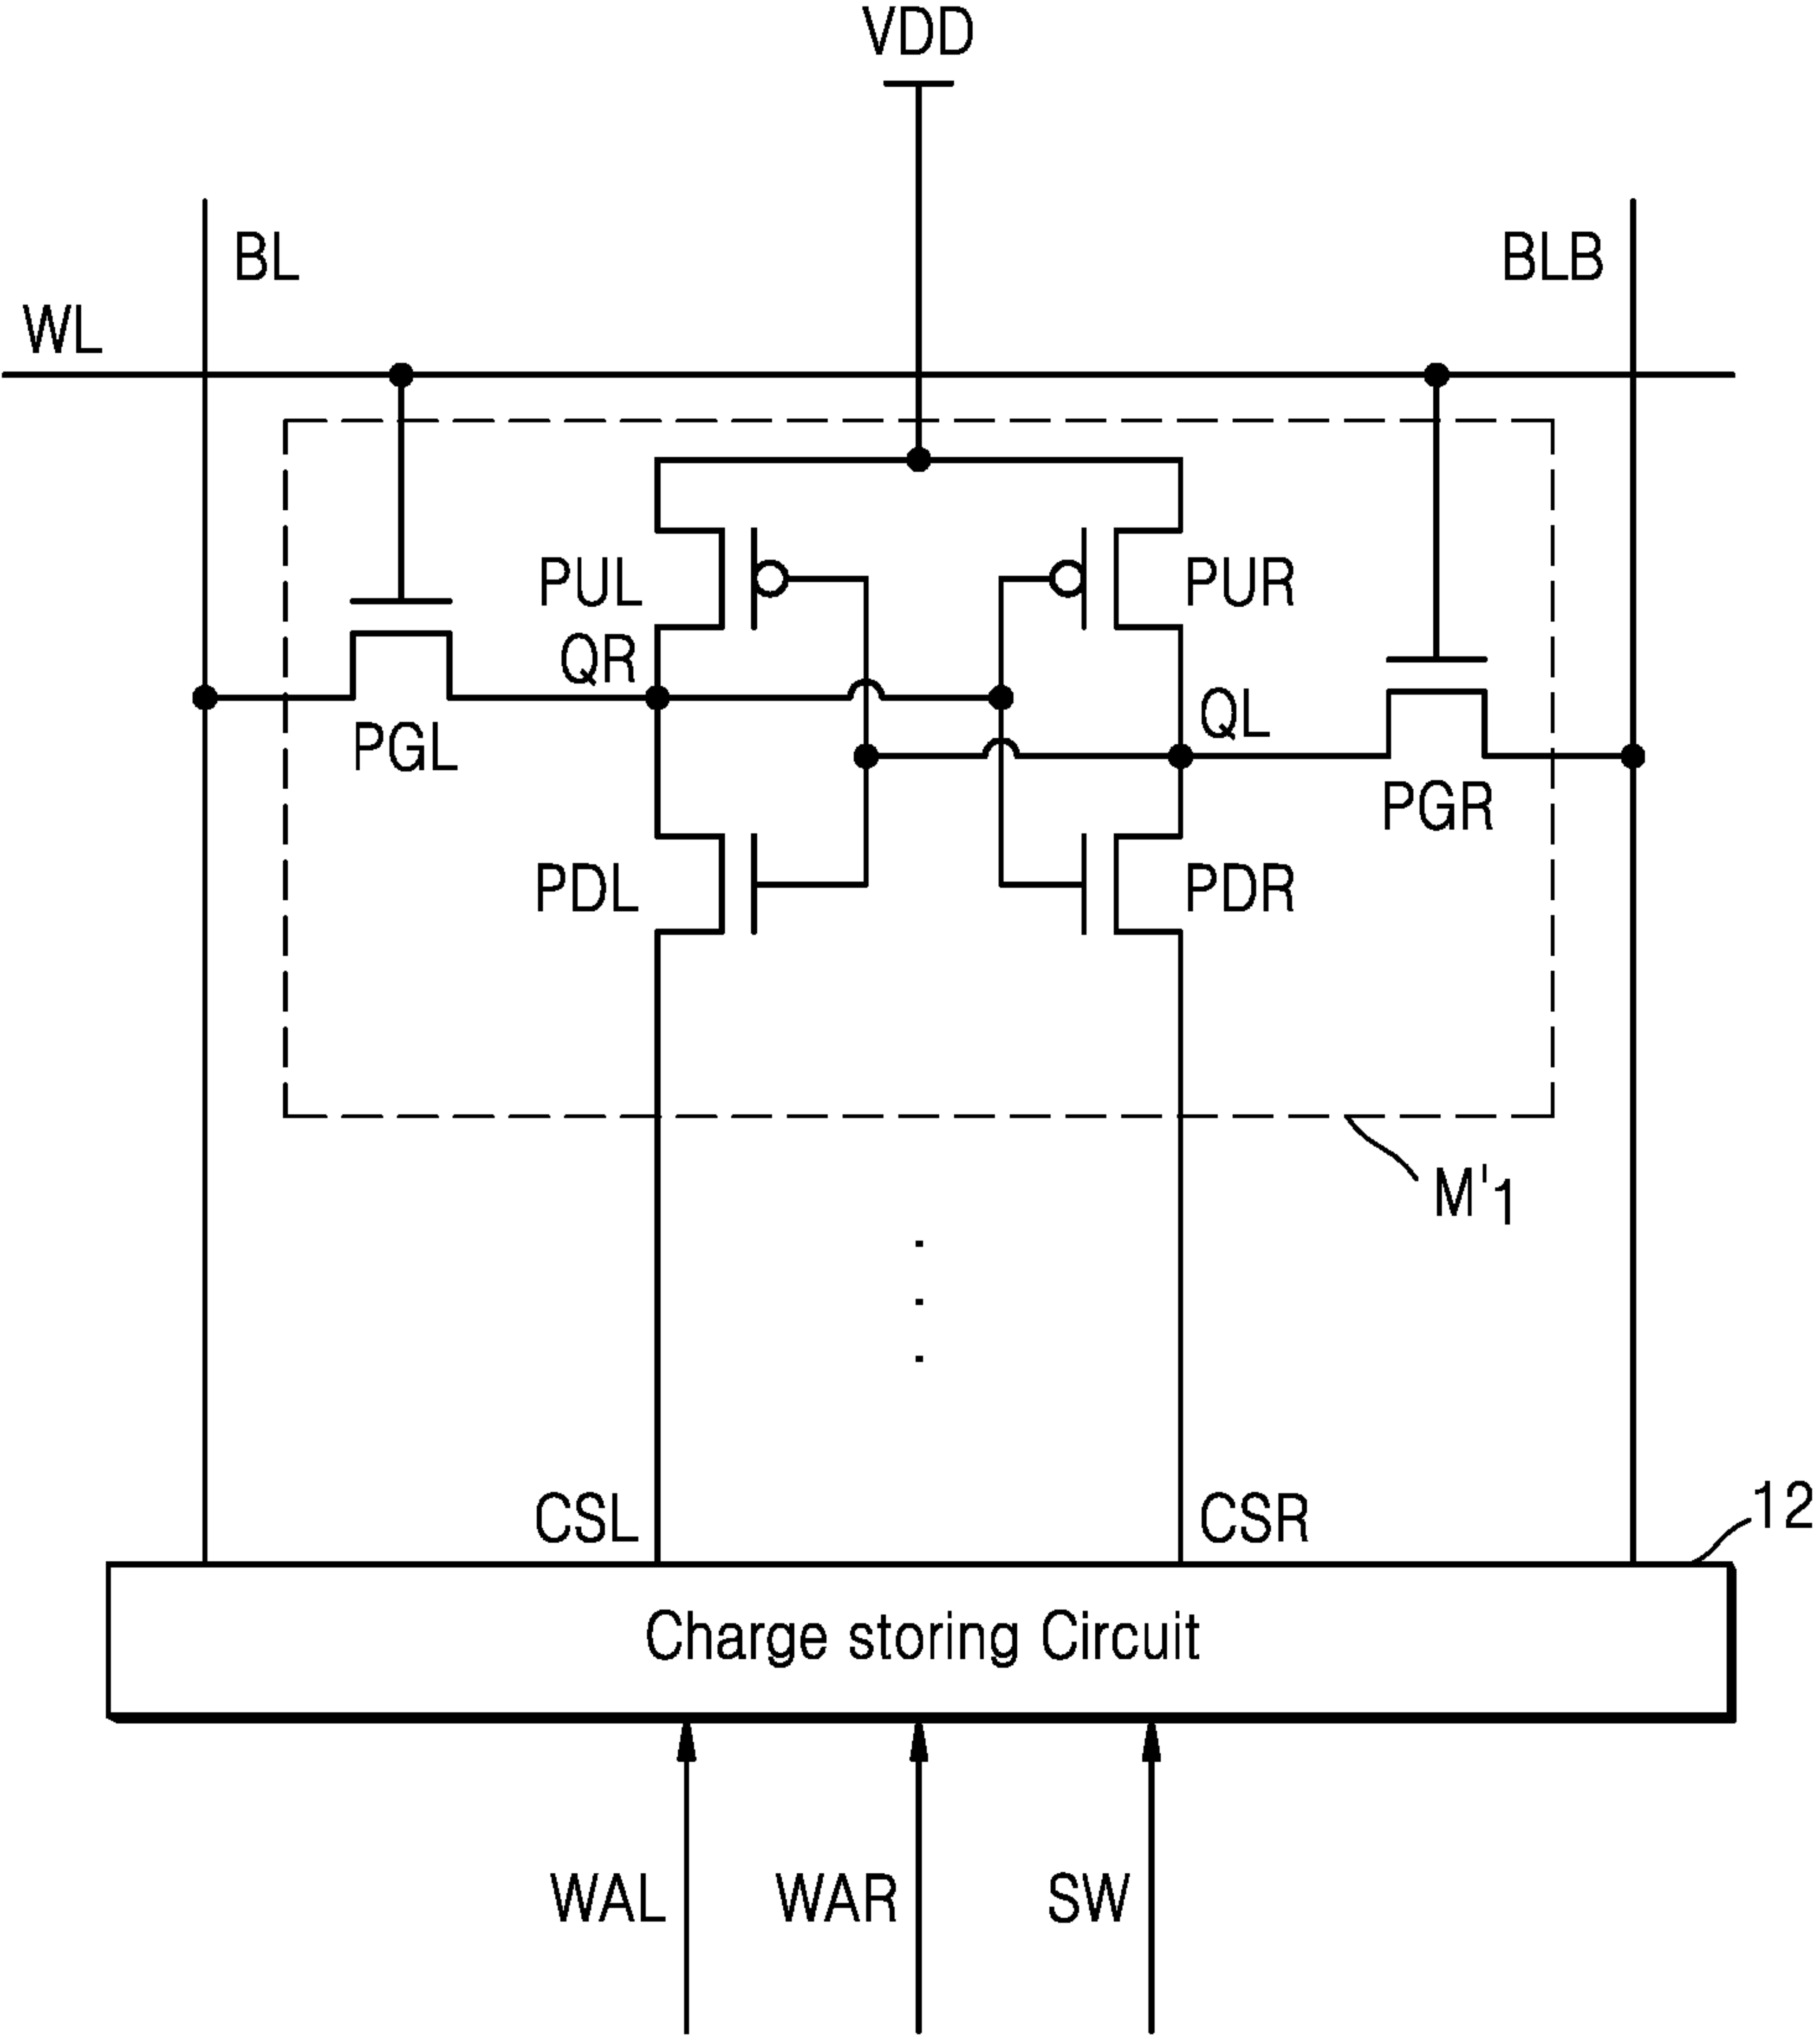 VDD
BL
BLB
WL
PUL
PUR
QR
QL
PGL
PGR
PDL
PDR
M'1
CSL
CSR
12
Charge storing Circuit
WAL
WAR
SW